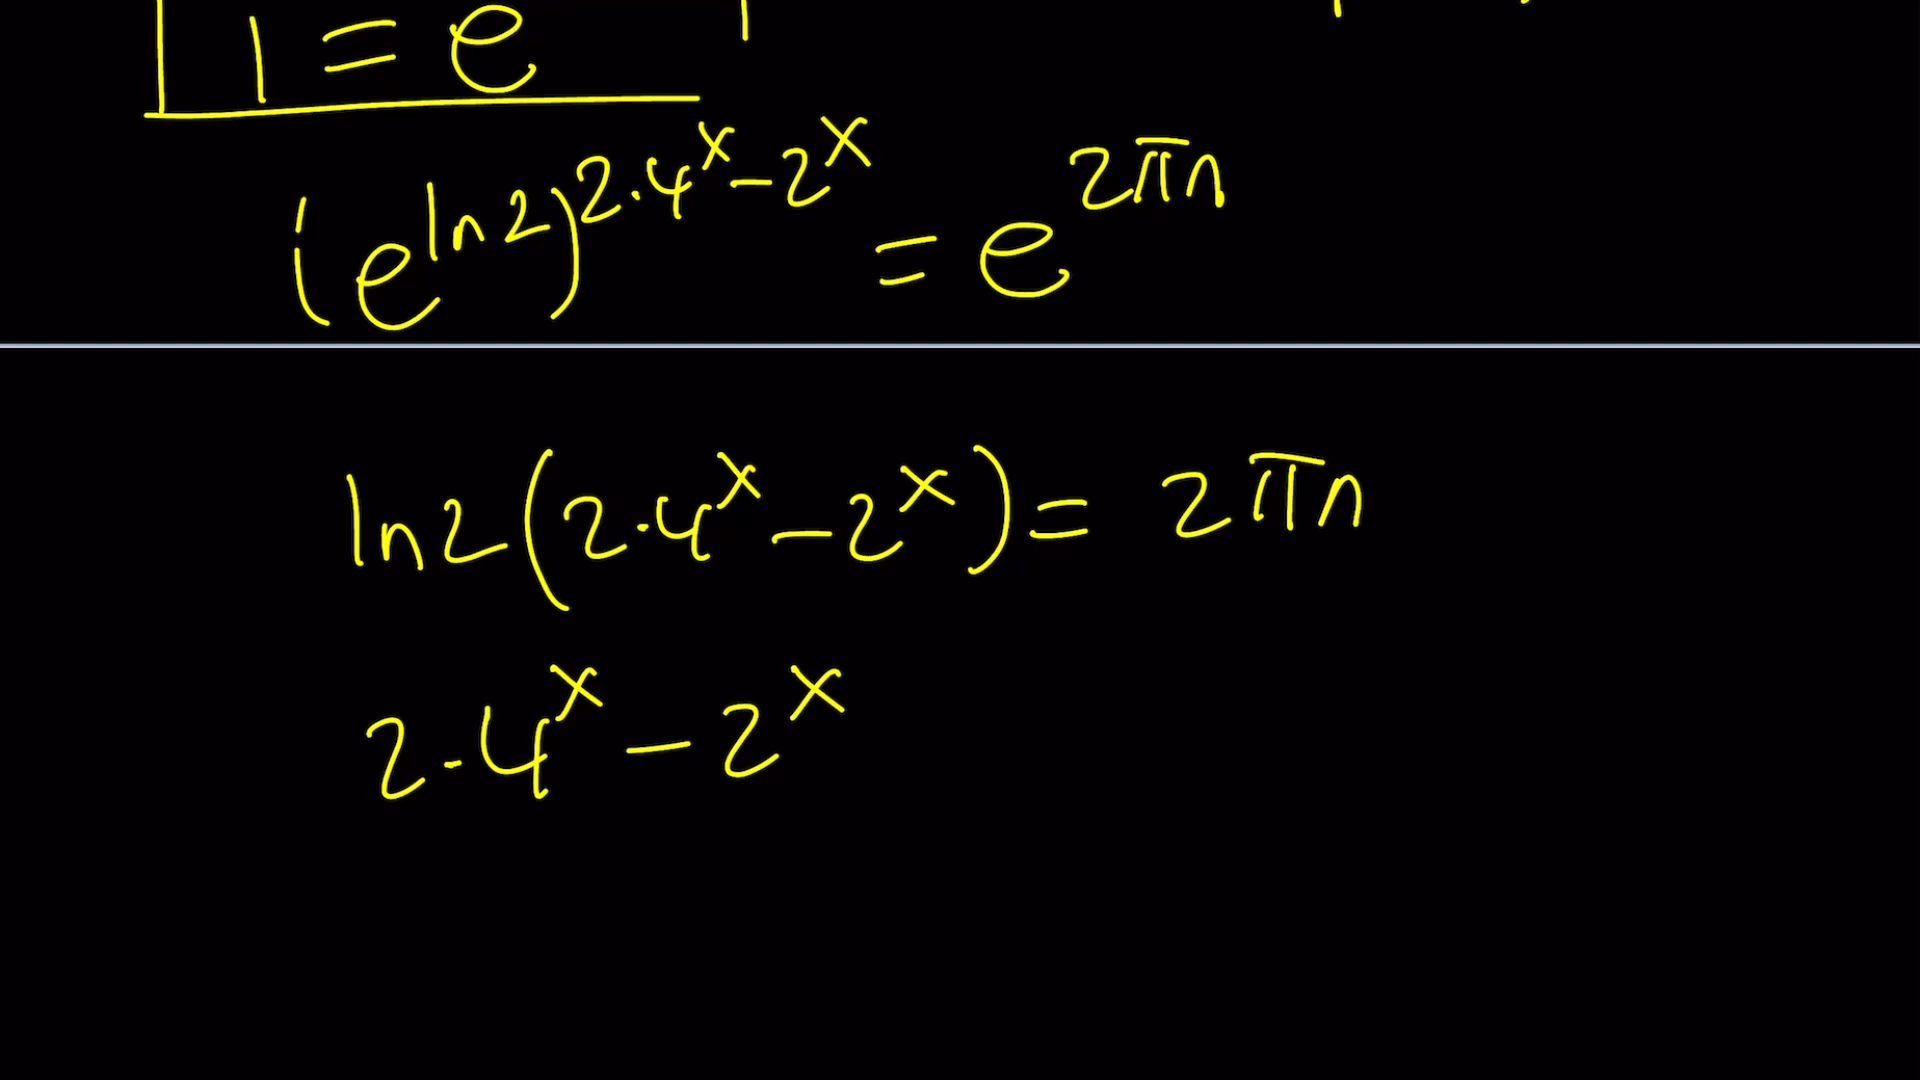 1 = e
(e^{ln2})^{2·4^x−2^x} = e^{2πn}
ln2(2·4^x−2^x) = 2πn
2·4^x−2^x